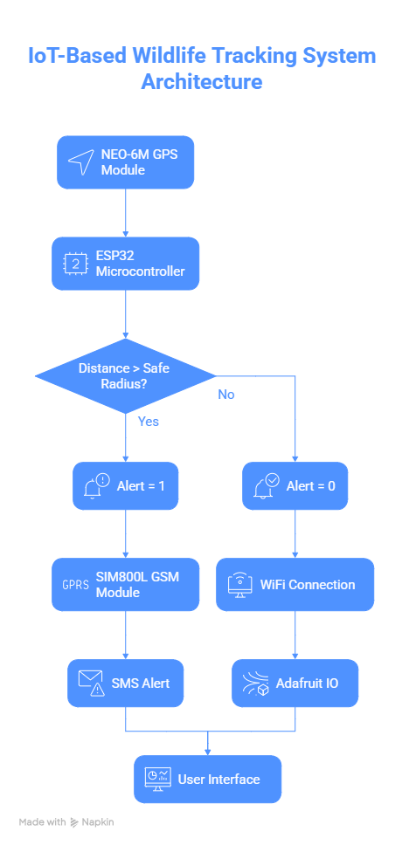 IoT-Based Wildlife Tracking System
Architecture
NEO-6M GPS
Module
2
ESP32
Microcontroller
Distance > Safe
Radius?
No
Yes
Alert = 1
Alert = 0
GPRS
SIM800L GSM
Module
WiFi Connection
SMS Alert
Adafruit IO
User Interface
Made with Napkin